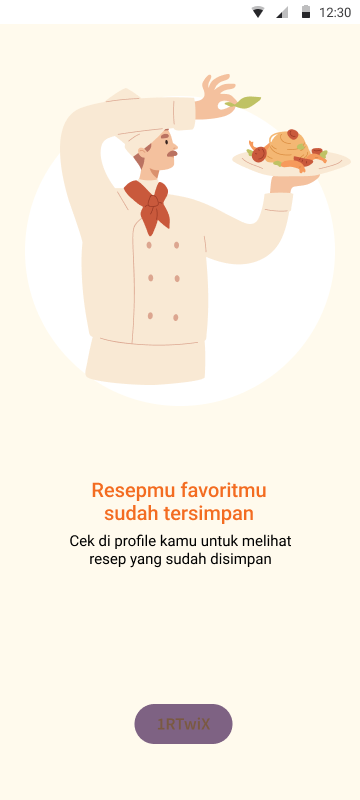 12:30
Resepmu favoritmu
sudah tersimpan
Cek di profile kamu untuk melihat
resep yang sudah disimpan
1RTwiX